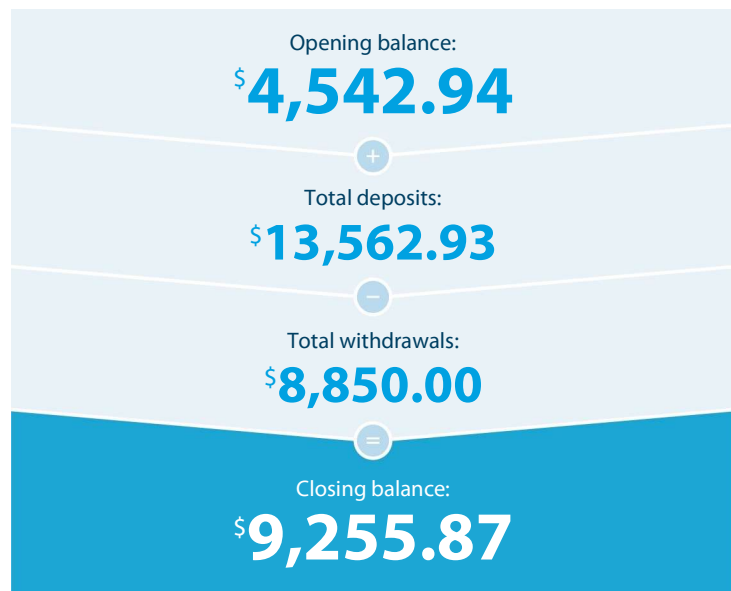 Opening balance:
$4,542.94
+
Total deposits:
$13,562.93
−
Total withdrawals:
$8,850.00
=
Closing balance:
$9,255.87